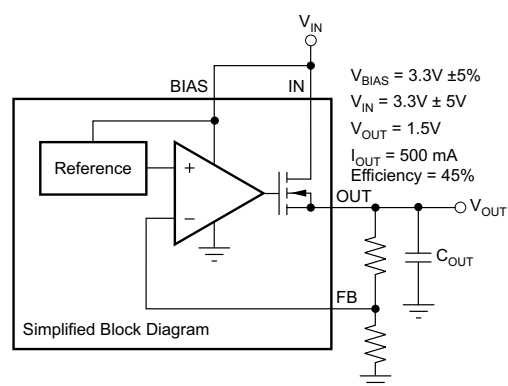 V_IN
BIAS
IN
V_BIAS = 3.3V ±5%
V_IN = 3.3V ± 5V
V_OUT = 1.5V
I_OUT = 500 mA
Efficiency = 45%
Reference
+
−
OUT
V_OUT
C_OUT
FB
Simplified Block Diagram